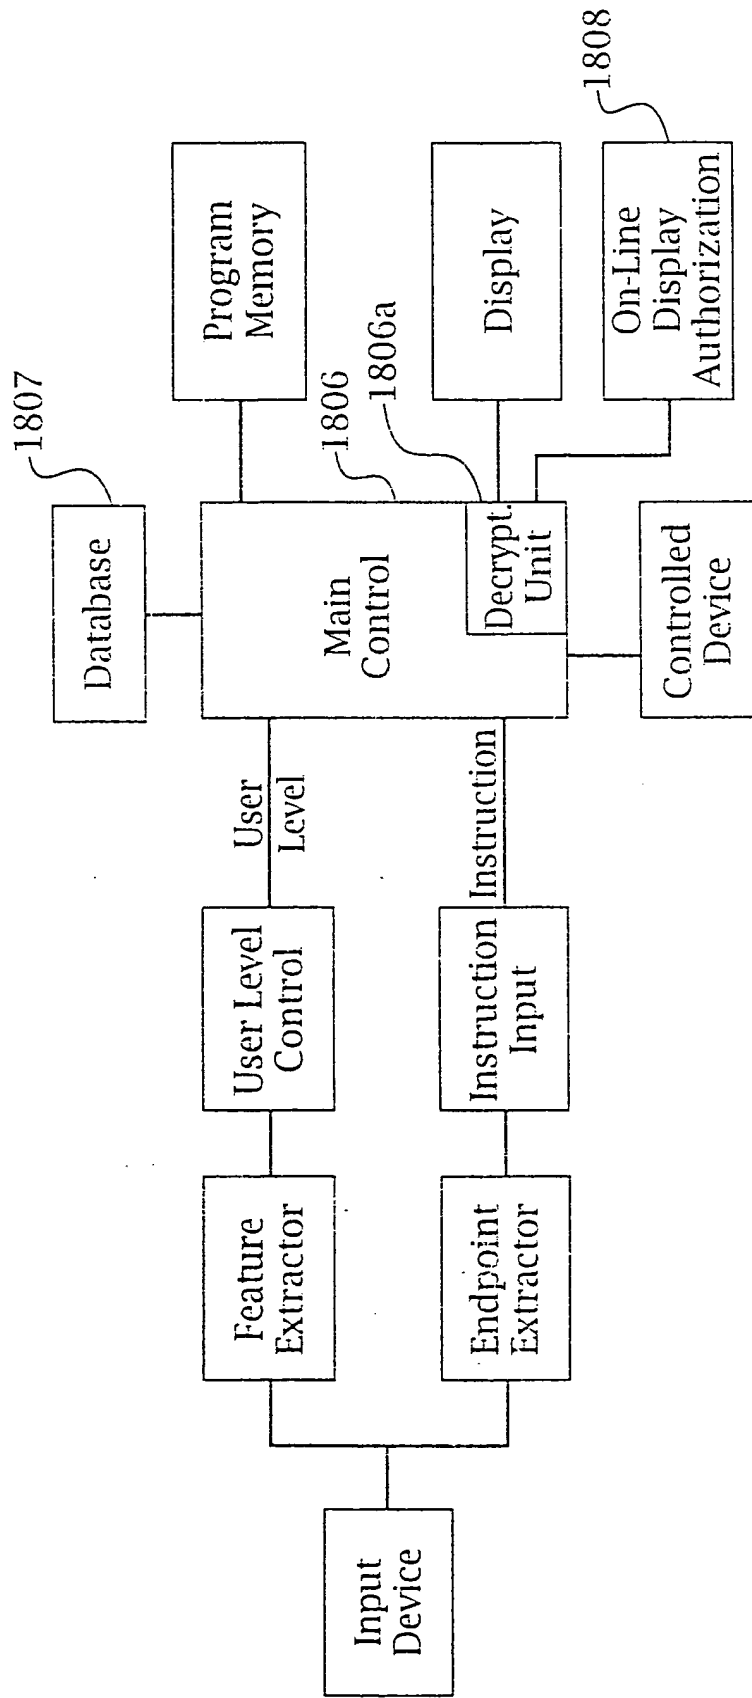 Input
Device
Feature
Extractor
User Level
Control
User
Level
Endpoint
Extractor
Instruction
Input
Instruction
Database
1807
Main
Control
1806
Decrypt.
Unit
1806a
Controlled
Device
Program
Memory
Display
On-Line
Display
Authorization
1808